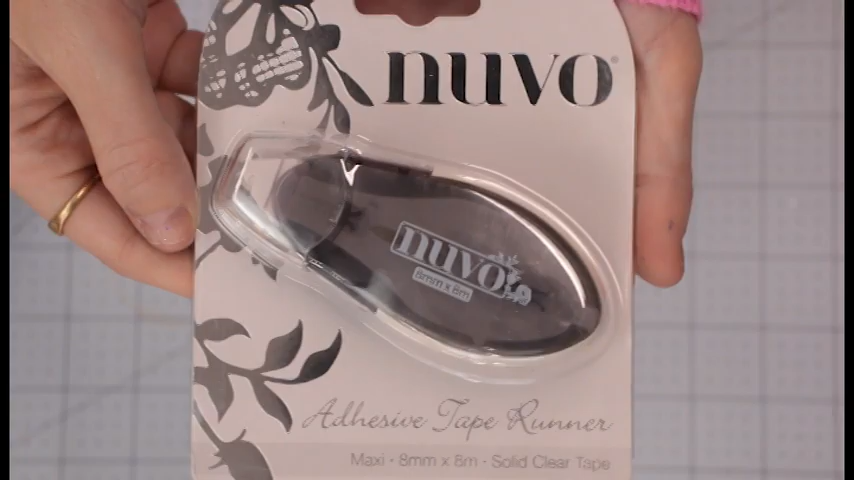 nuvo
nuvo
8mm x 8m
Adhesive Tape Runner
Maxi - 8mm x 8m - Solid Clear Tape